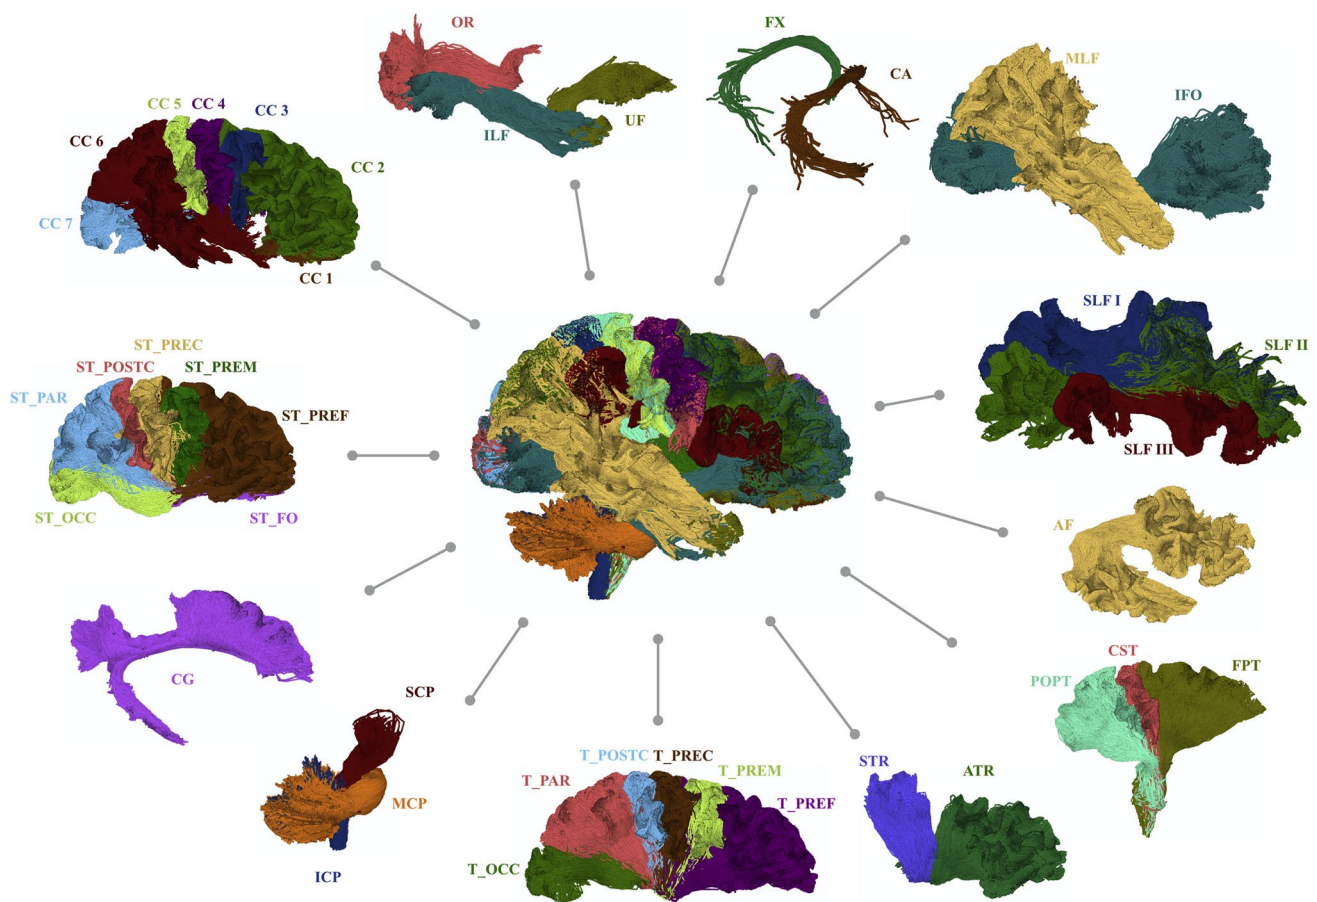 OR
FX
CA
MLF
IFO
ILF
UF
CC 5
CC 4
CC 3
CC 6
CC 2
CC 7
CC 1
SLF I
SLF II
SLF III
ST_PREC
ST_POSTC
ST_PREM
ST_PAR
ST_PREF
ST_OCC
ST_FO
AF
CG
CST
POPT
FPT
SCP
MCP
ICP
T_POSTC
T_PREC
T_PAR
T_PREM
T_PREF
T_OCC
STR
ATR